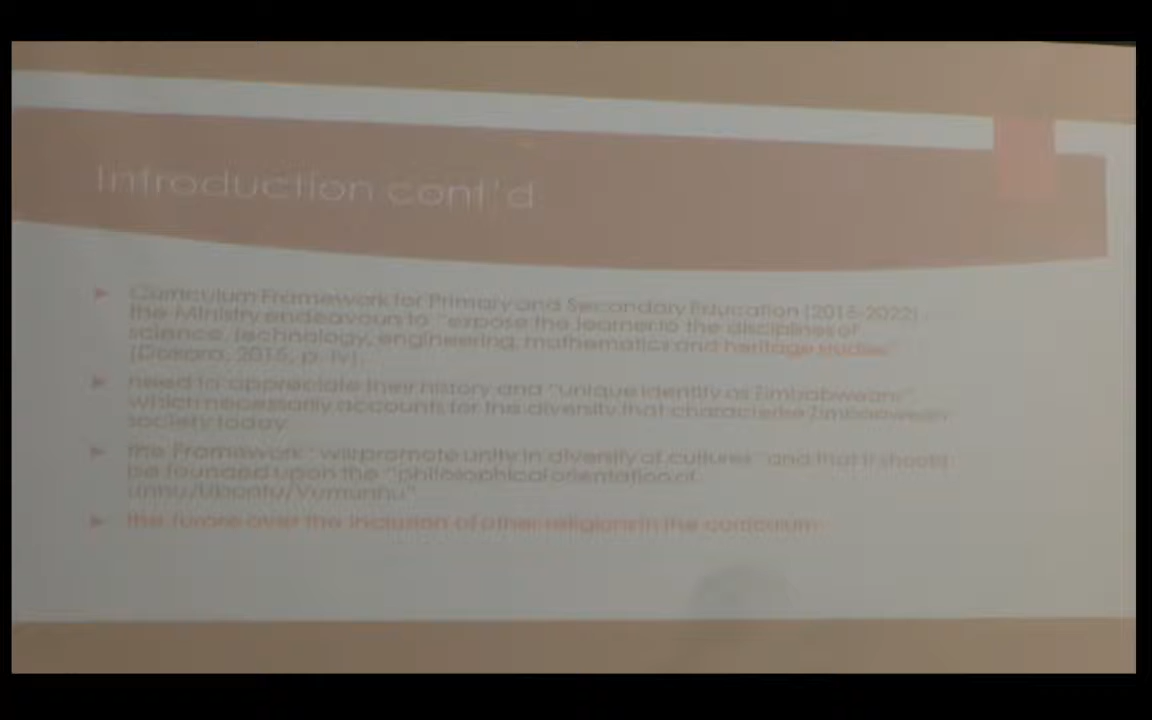 Introduction cont'd
Curriculum Framework for Primary and Secondary Education (2015-2022)
the Ministry endeavours to "expose the learner to the disciplines of
science, technology, engineering, mathematics and heritage studies"
(Dokora, 2015, p. iv).
need to appreciate their history and "unique identity as Zimbabweans"
which necessarily accounts for the diversity that characterise Zimbabwean
society today
the Framework "will promote unity in diversity of cultures" and that it should
be founded upon the "philosophical orientation of
unhu/Ubuntu/Vumunhu"
the furore over the inclusion of other religions in the curriculum